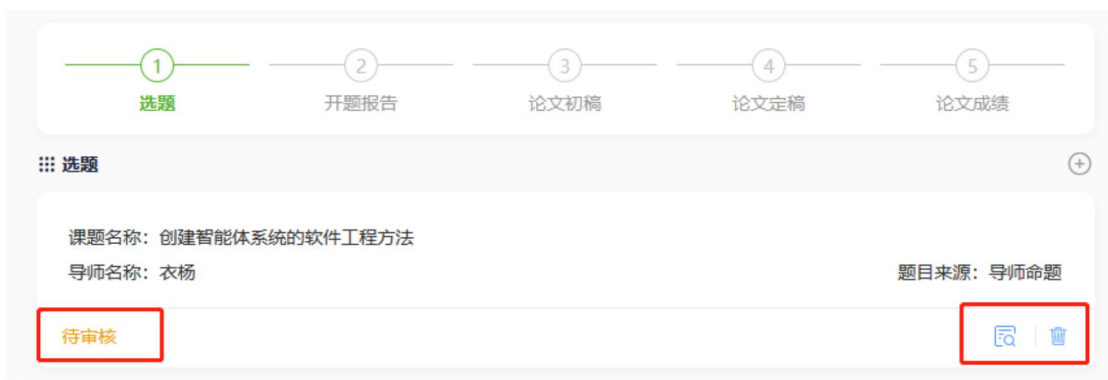 1
2
3
4
5
选题
开题报告
论文初稿
论文定稿
论文成绩
选题
课题名称：创建智能体系统的软件工程方法
导师名称：衣杨
题目来源：导师命题
待审核